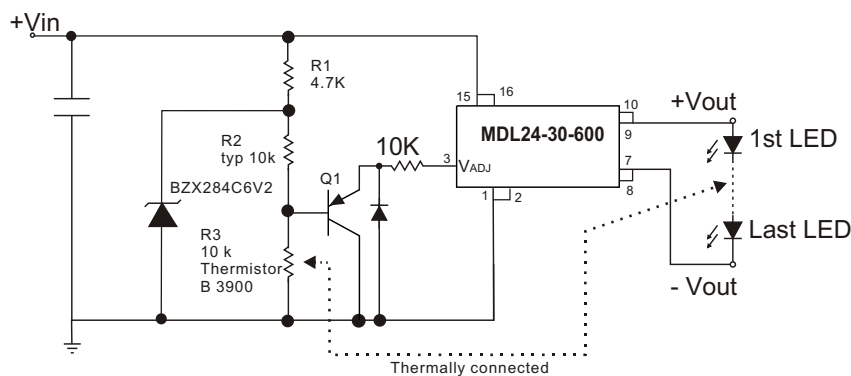 +Vin
R1
4.7K
15
16
MDL24-30-600
10
9
+Vout
1st LED
R2
typ 10k
10K
3
VADJ
7
8
BZX284C6V2
Q1
1
2
R3
10 k
Thermistor
B 3900
Last LED
- Vout
Thermally connected